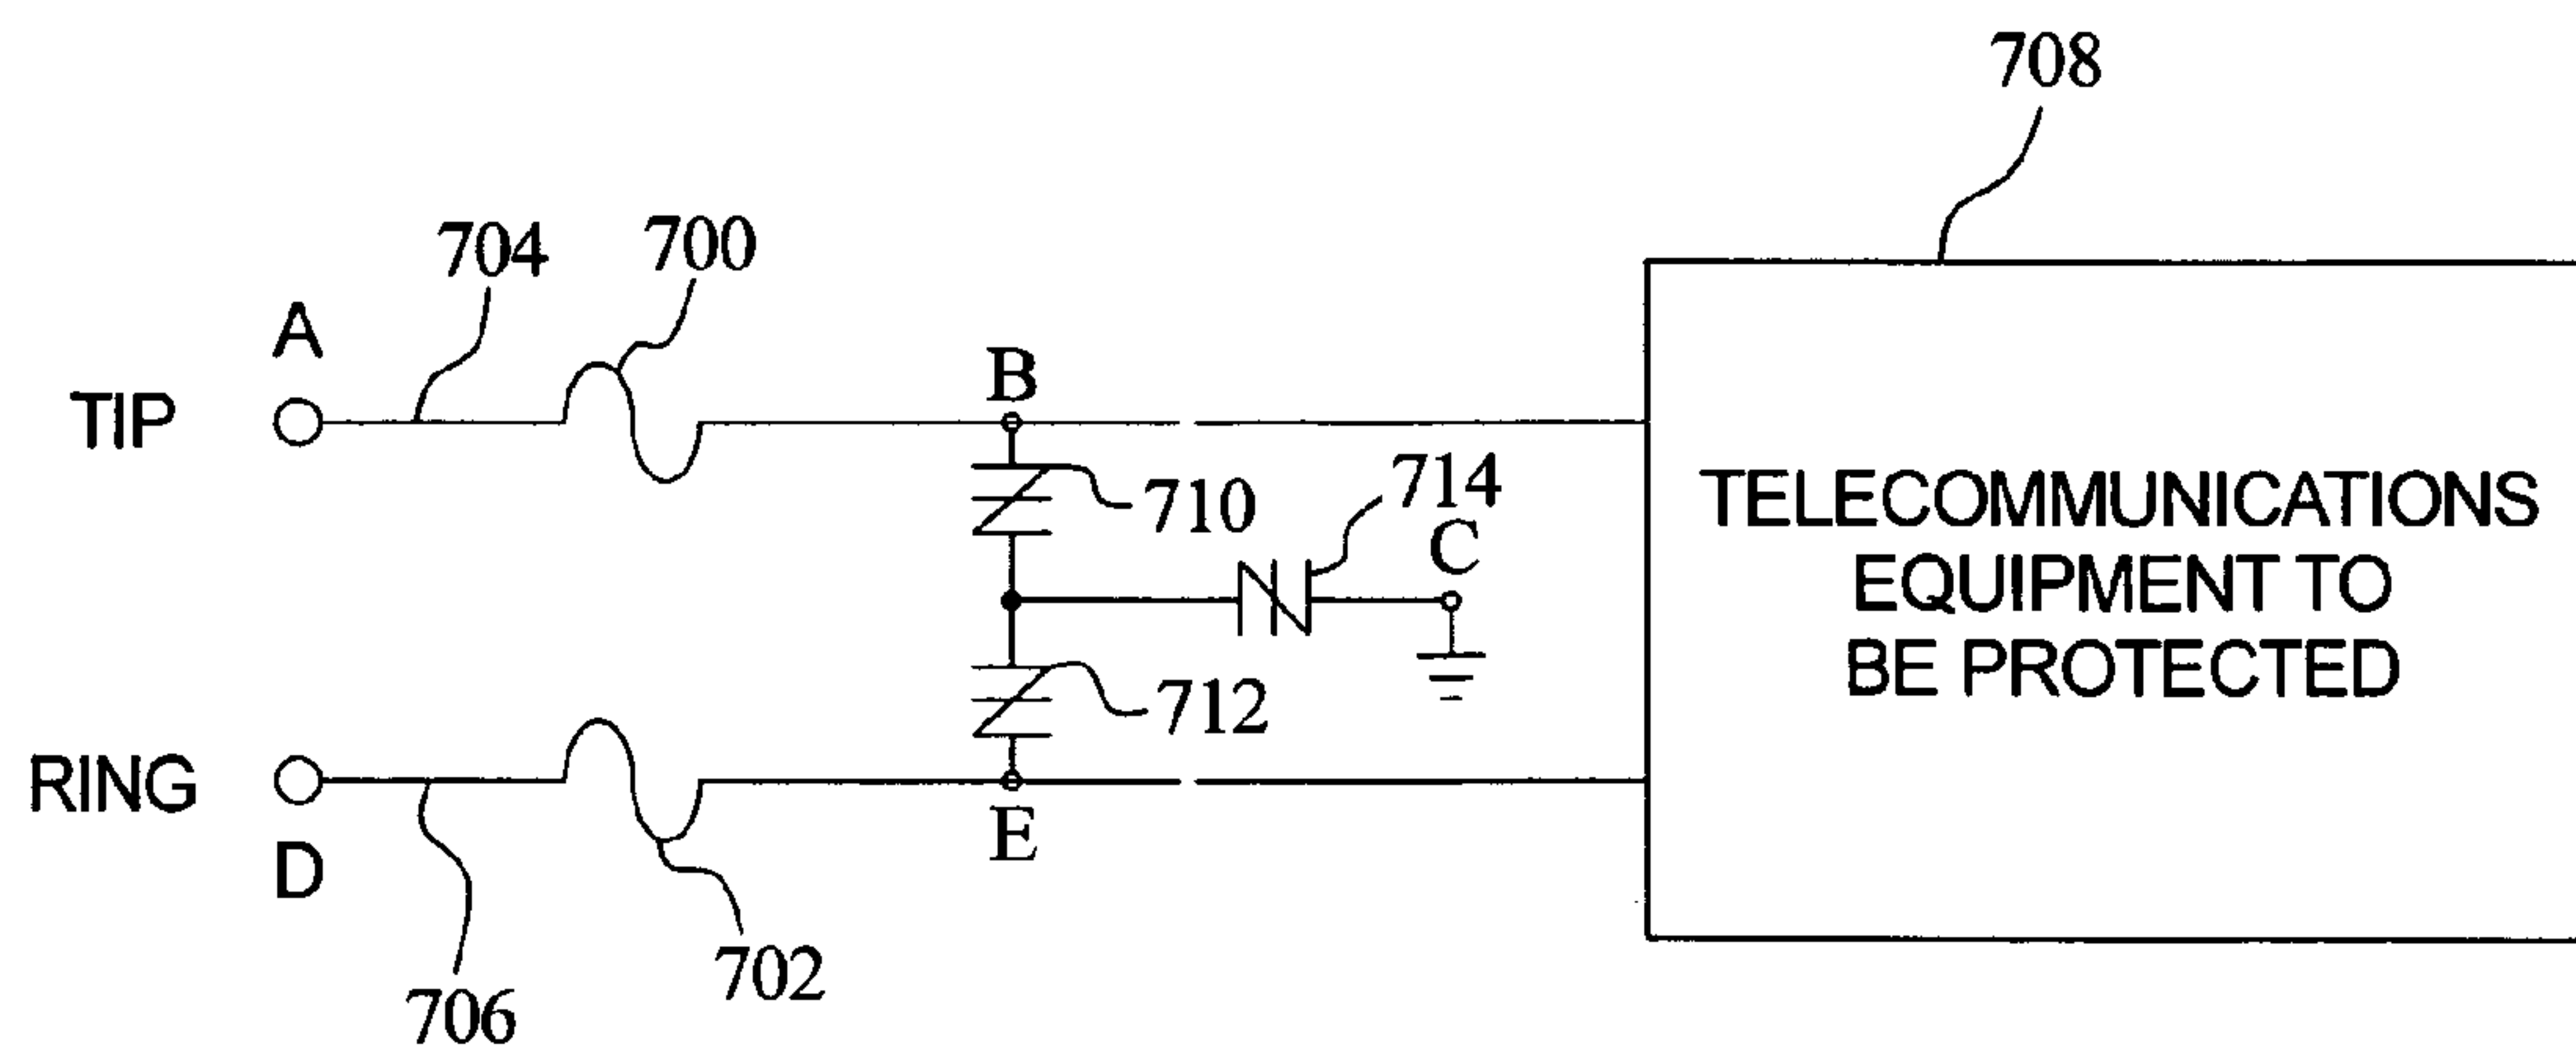 708
704
700
A
TIP
B
710
714
C
TELECOMMUNICATIONS
EQUIPMENT TO
BE PROTECTED
712
RING
D
E
702
706